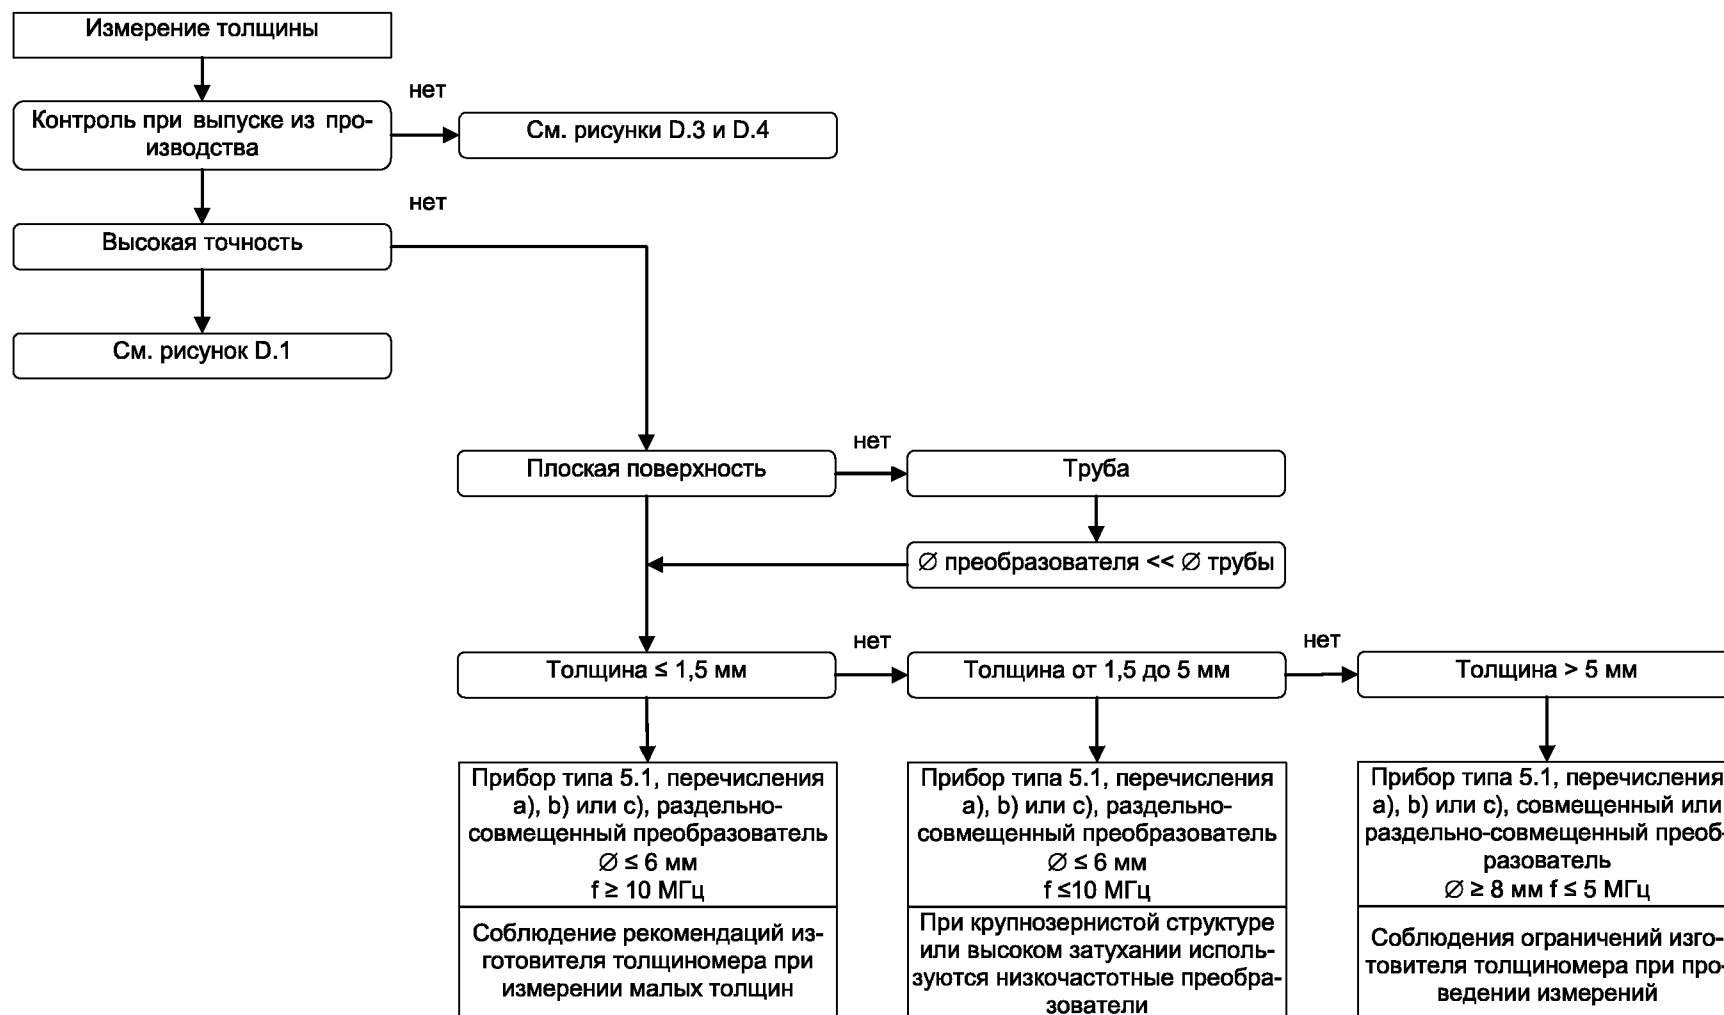 Измерение толщины
нет
Контроль при выпуске из про-
изводства
См. рисунки D.3 и D.4
нет
Высокая точность
См. рисунок D.1
нет
Плоская поверхность
Труба
∅ преобразователя << ∅ трубы
нет
нет
Толщина ≤ 1,5 мм
Толщина от 1,5 до 5 мм
Толщина > 5 мм
Прибор типа 5.1, перечисления
a), b) или c), раздельно-
совмещенный преобразователь
∅ ≤ 6 мм
f ≥ 10 МГц
Соблюдение рекомендаций из-
готовителя толщиномера при
измерении малых толщин
Прибор типа 5.1, перечисления
a), b) или c), раздельно-
совмещенный преобразователь
∅ ≤ 6 мм
f ≤10 МГц
При крупнозернистой структуре
или высоком затухании исполь-
зуются низкочастотные преобра-
зователи
Прибор типа 5.1, перечисления
a), b) или c), совмещенный или
раздельно-совмещенный преоб-
разователь
∅ ≥ 8 мм f ≤ 5 МГц
Соблюдения ограничений изго-
товителя толщиномера при про-
ведении измерений